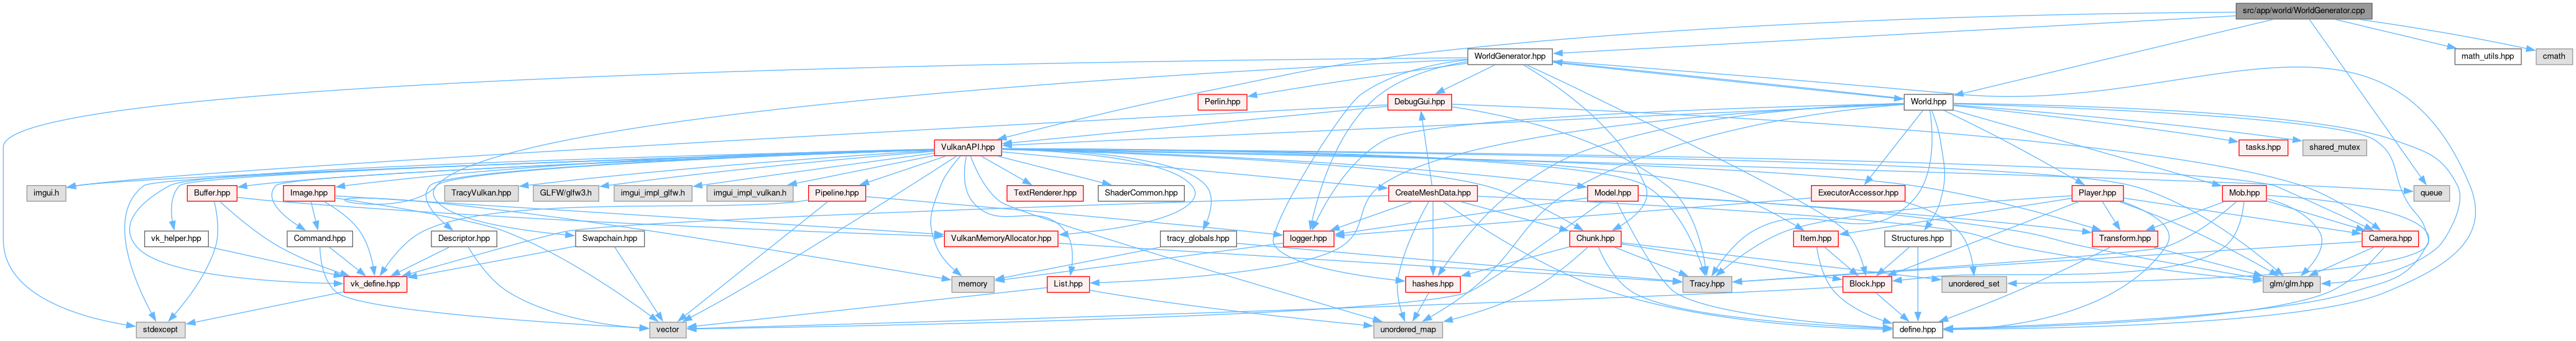 src/app/world/WorldGenerator.cpp
WorldGenerator.hpp
math_utils.hpp
cmath
Perlin.hpp
DebugGui.hpp
World.hpp
VulkanAPI.hpp
tasks.hpp
shared_mutex
imgui.h
Buffer.hpp
Image.hpp
TracyVulkan.hpp
GLFW/glfw3.h
imgui_impl_glfw.h
imgui_impl_vulkan.h
Pipeline.hpp
TextRenderer.hpp
ShaderCommon.hpp
CreateMeshData.hpp
Model.hpp
ExecutorAccessor.hpp
Player.hpp
Mob.hpp
queue
vk_helper.hpp
Command.hpp
Descriptor.hpp
Swapchain.hpp
VulkanMemoryAllocator.hpp
tracy_globals.hpp
logger.hpp
Chunk.hpp
Item.hpp
Structures.hpp
Transform.hpp
Camera.hpp
vk_define.hpp
memory
List.hpp
hashes.hpp
Tracy.hpp
Block.hpp
unordered_set
glm/glm.hpp
stdexcept
vector
unordered_map
define.hpp